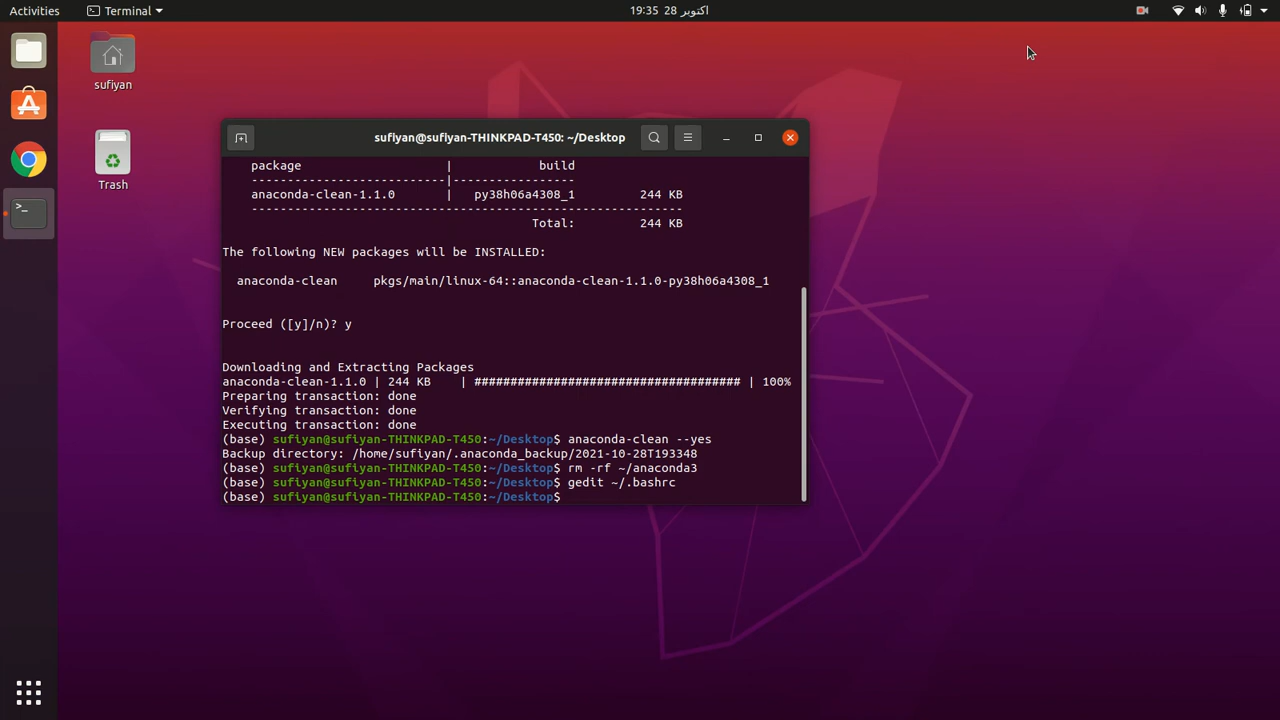 Activities
Terminal
19:35 28 اکتوبر
sufiyan
Trash
sufiyan@sufiyan-THINKPAD-T450: ~/Desktop
package | build
---------------------------|-----------------
anaconda-clean-1.1.0 | py38h06a4308_1 244 KB
------------------------------------------------------------
Total: 244 KB
The following NEW packages will be INSTALLED:
anaconda-clean pkgs/main/linux-64::anaconda-clean-1.1.0-py38h06a4308_1
Proceed ([y]/n)? y
Downloading and Extracting Packages
anaconda-clean-1.1.0 | 244 KB | ##################################### | 100%
Preparing transaction: done
Verifying transaction: done
Executing transaction: done
(base) sufiyan@sufiyan-THINKPAD-T450:~/Desktop$ anaconda-clean --yes
Backup directory: /home/sufiyan/.anaconda_backup/2021-10-28T193348
(base) sufiyan@sufiyan-THINKPAD-T450:~/Desktop$ rm -rf ~/anaconda3
(base) sufiyan@sufiyan-THINKPAD-T450:~/Desktop$ gedit ~/.bashrc
(base) sufiyan@sufiyan-THINKPAD-T450:~/Desktop$